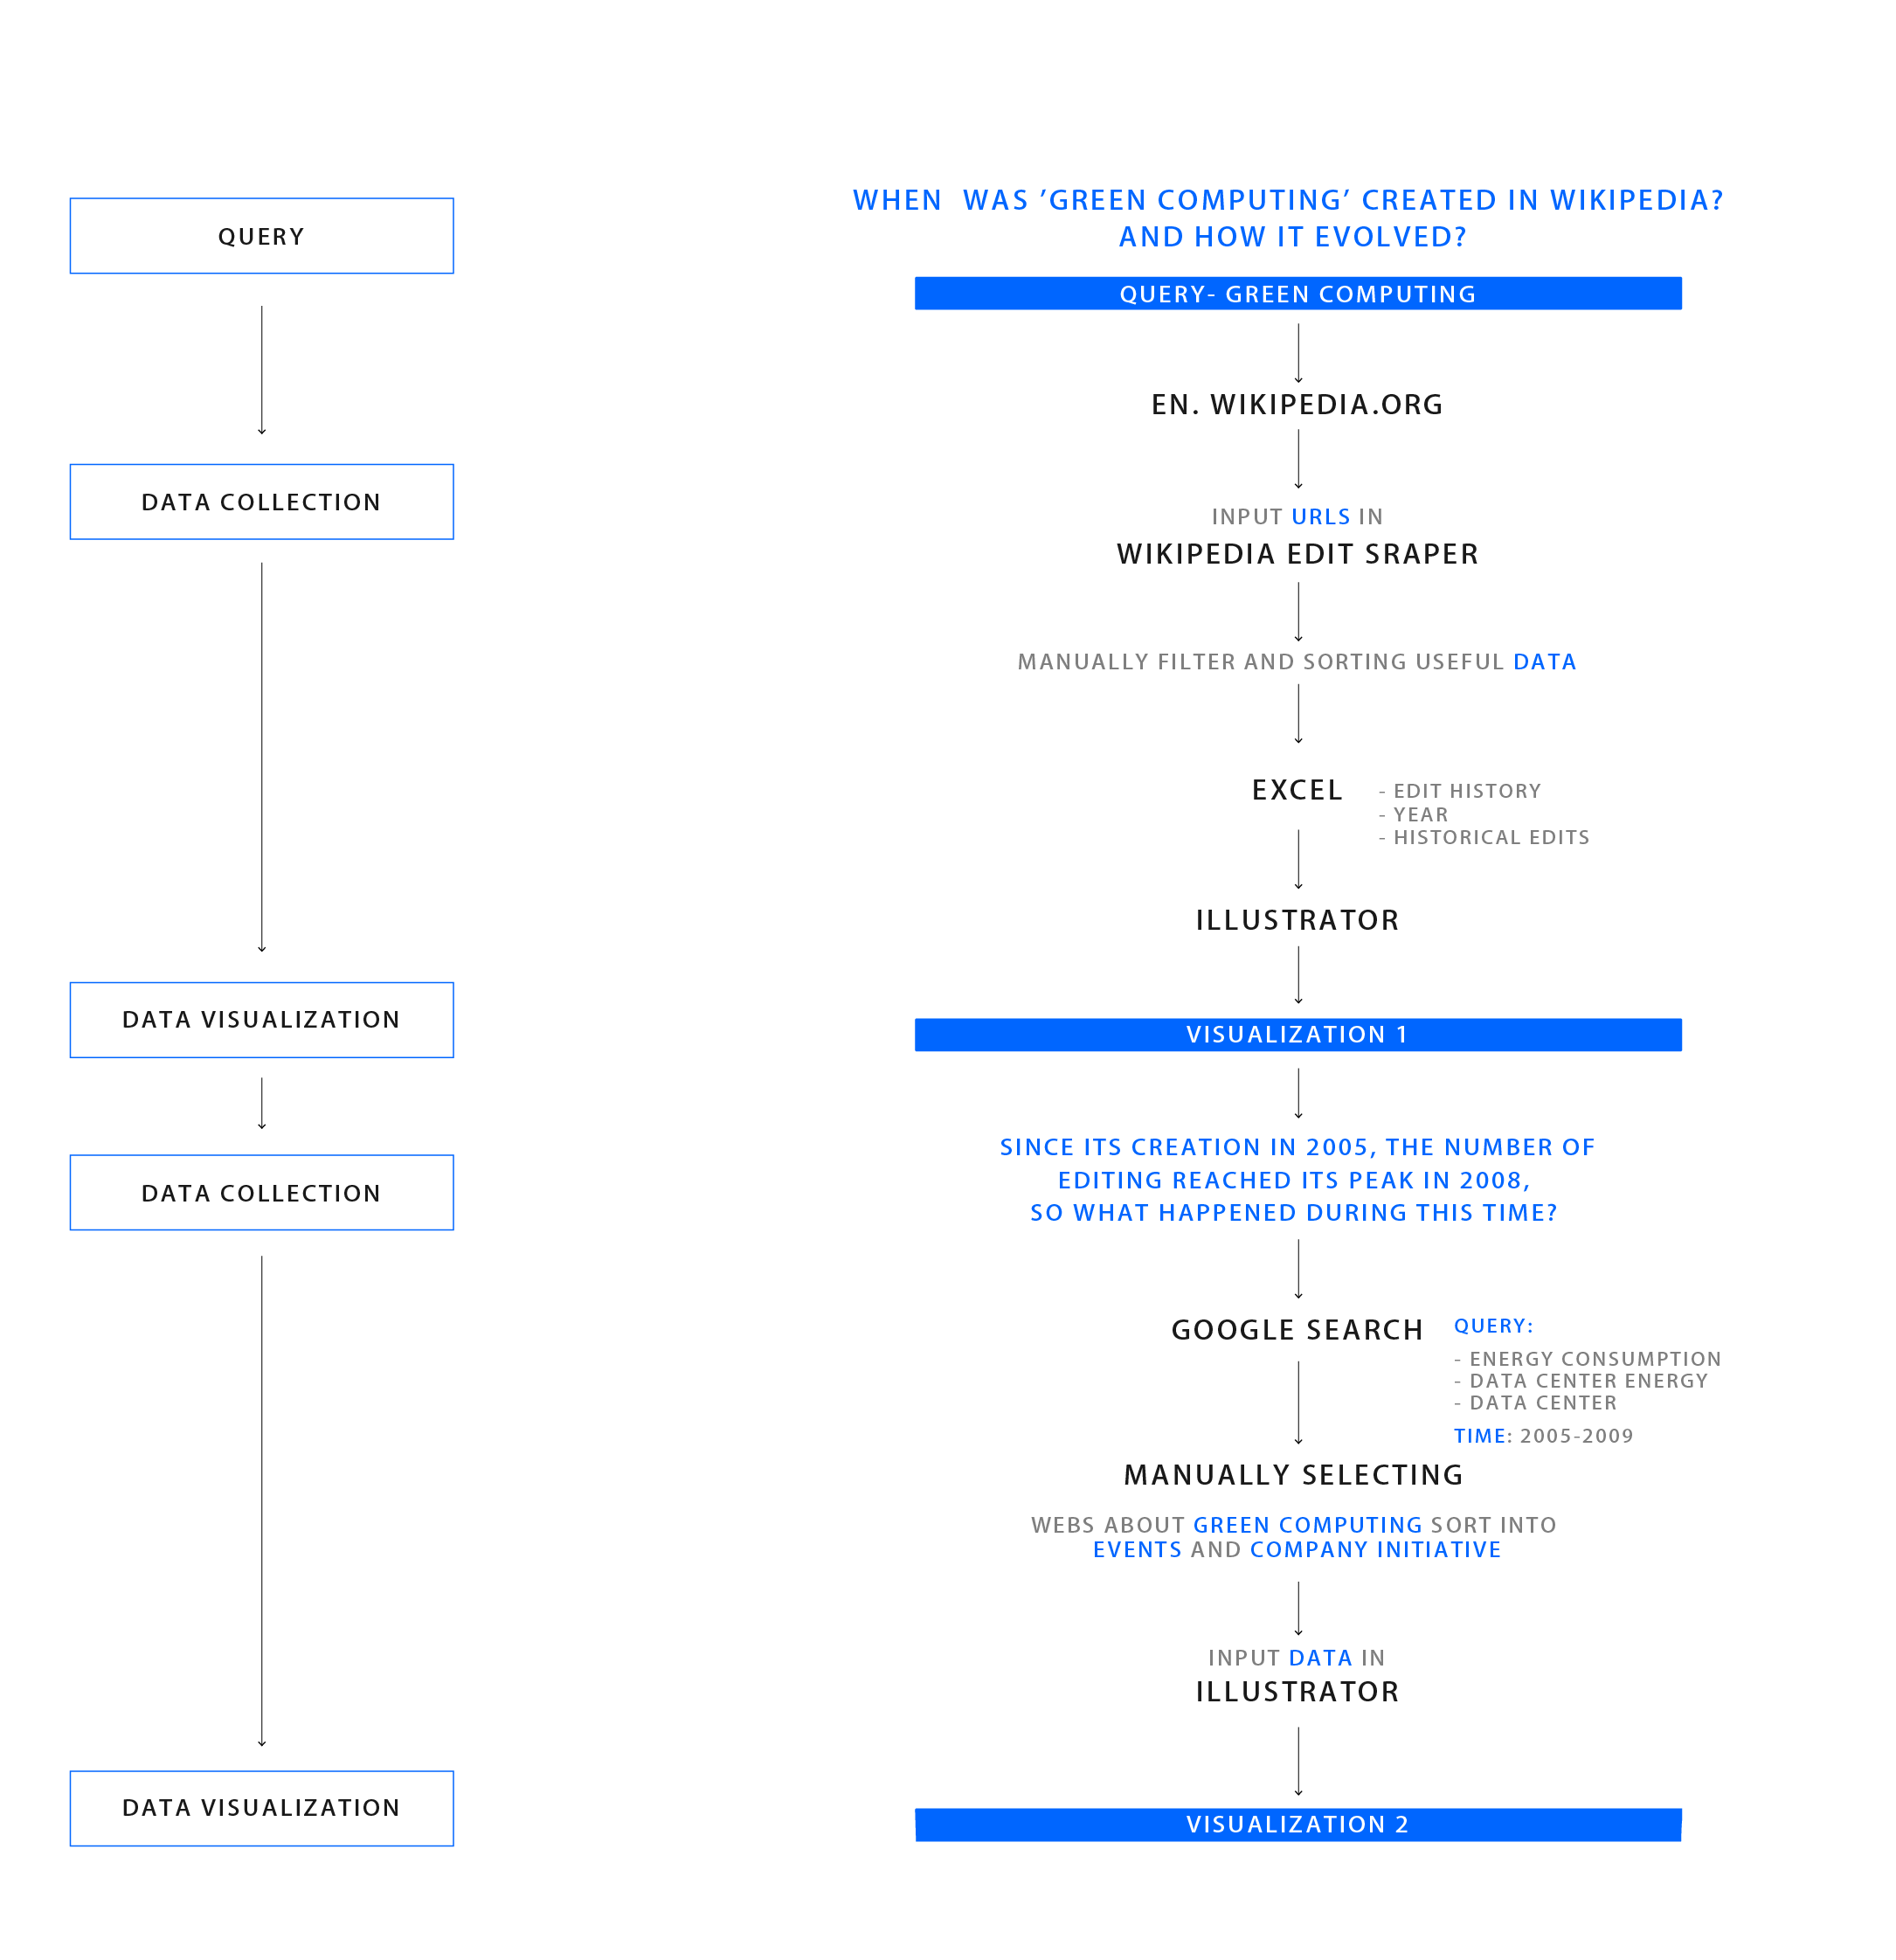 QUERY
DATA COLLECTION
DATA VISUALIZATION
DATA COLLECTION
DATA VISUALIZATION
WHEN WAS ’GREEN COMPUTING’ CREATED IN WIKIPEDIA?
AND HOW IT EVOLVED?
QUERY- GREEN COMPUTING
EN. WIKIPEDIA.ORG
INPUT URLS IN
WIKIPEDIA EDIT SRAPER
MANUALLY FILTER AND SORTING USEFUL DATA
EXCEL
- EDIT HISTORY
- YEAR
- HISTORICAL EDITS
ILLUSTRATOR
VISUALIZATION 1
SINCE ITS CREATION IN 2005, THE NUMBER OF
EDITING REACHED ITS PEAK IN 2008,
SO WHAT HAPPENED DURING THIS TIME?
GOOGLE SEARCH
QUERY:
- ENERGY CONSUMPTION
- DATA CENTER ENERGY
- DATA CENTER
TIME: 2005-2009
MANUALLY SELECTING
WEBS ABOUT GREEN COMPUTING SORT INTO
EVENTS AND COMPANY INITIATIVE
INPUT DATA IN
ILLUSTRATOR
VISUALIZATION 2